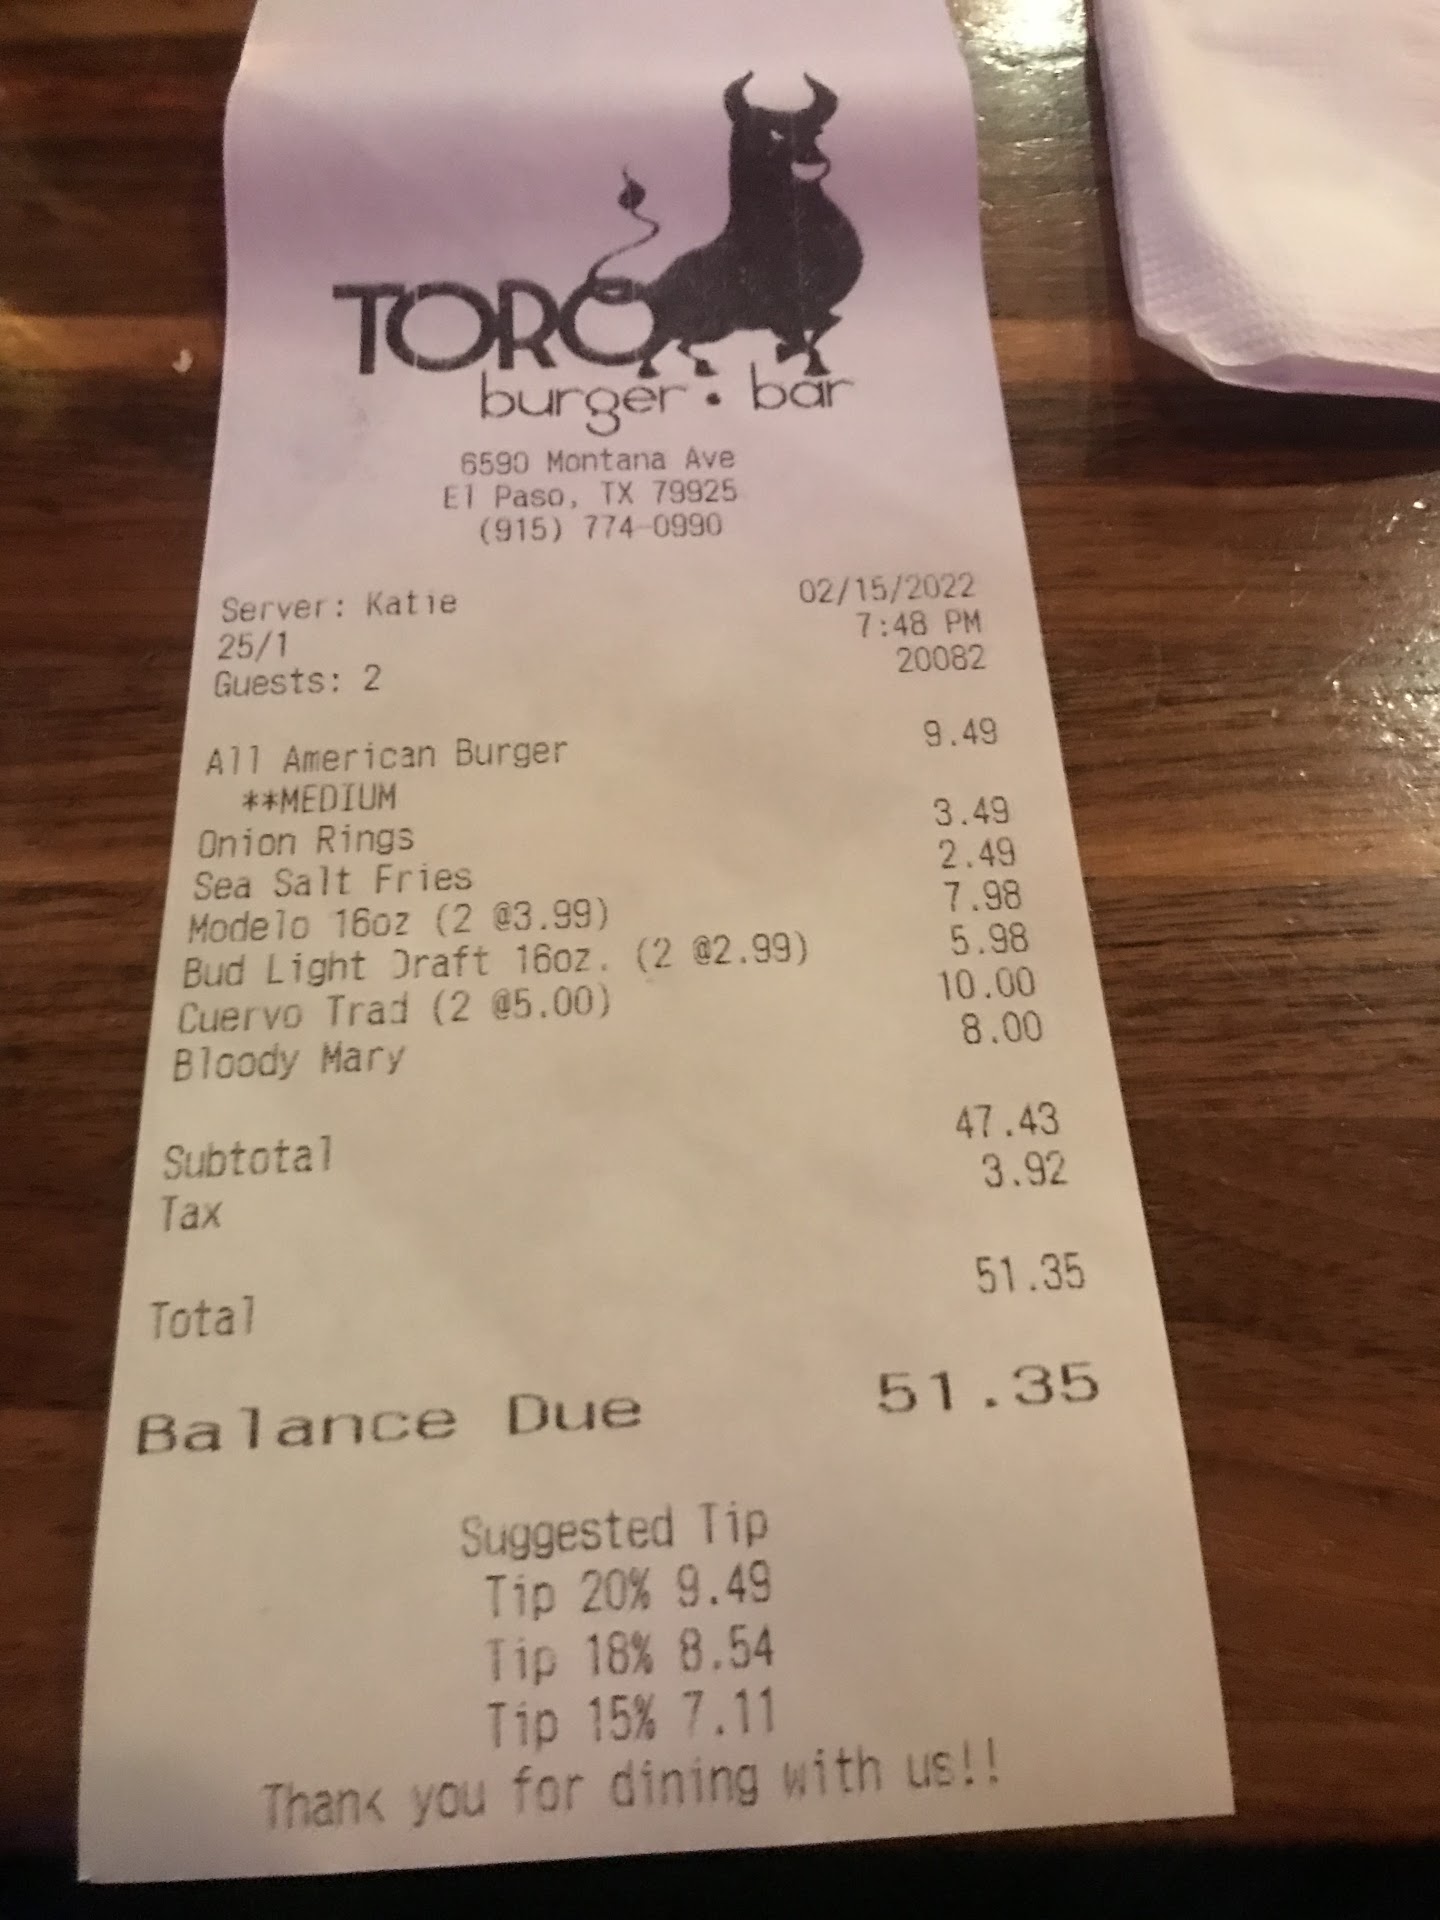 TORO
burger • bar
6590 Montana Ave
El Paso, TX 79925
(915) 774-0990
Server: Katie 02/15/2022
25/1 7:48 PM
Guests: 2 20082
All American Burger 9.49
**MEDIUM
Onion Rings 3.49
Sea Salt Fries 2.49
Modelo 16oz (2 @3.99) 7.98
Bud Light Draft 16oz. (2 @2.99) 5.98
Cuervo Trad (2 @5.00) 10.00
Bloody Mary 8.00
Subtotal 47.43
Tax 3.92
Total 51.35
Balance Due 51.35
Suggested Tip
Tip 20% 9.49
Tip 18% 8.54
Tip 15% 7.11
Thank you for dining with us!!